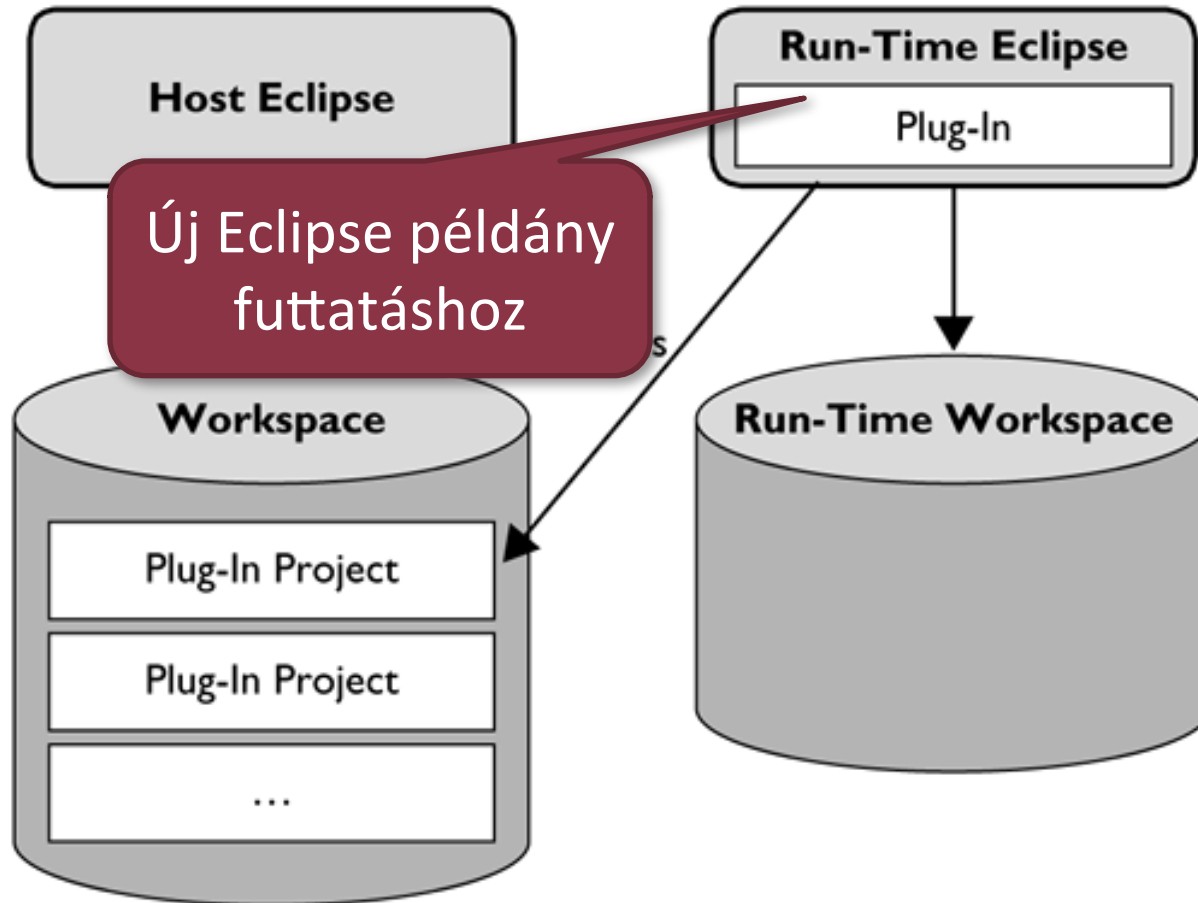 Host Eclipse
Run-Time Eclipse
Plug-In
Új Eclipse példány
futtatáshoz
s
Workspace
Run-Time Workspace
Plug-In Project
Plug-In Project
...